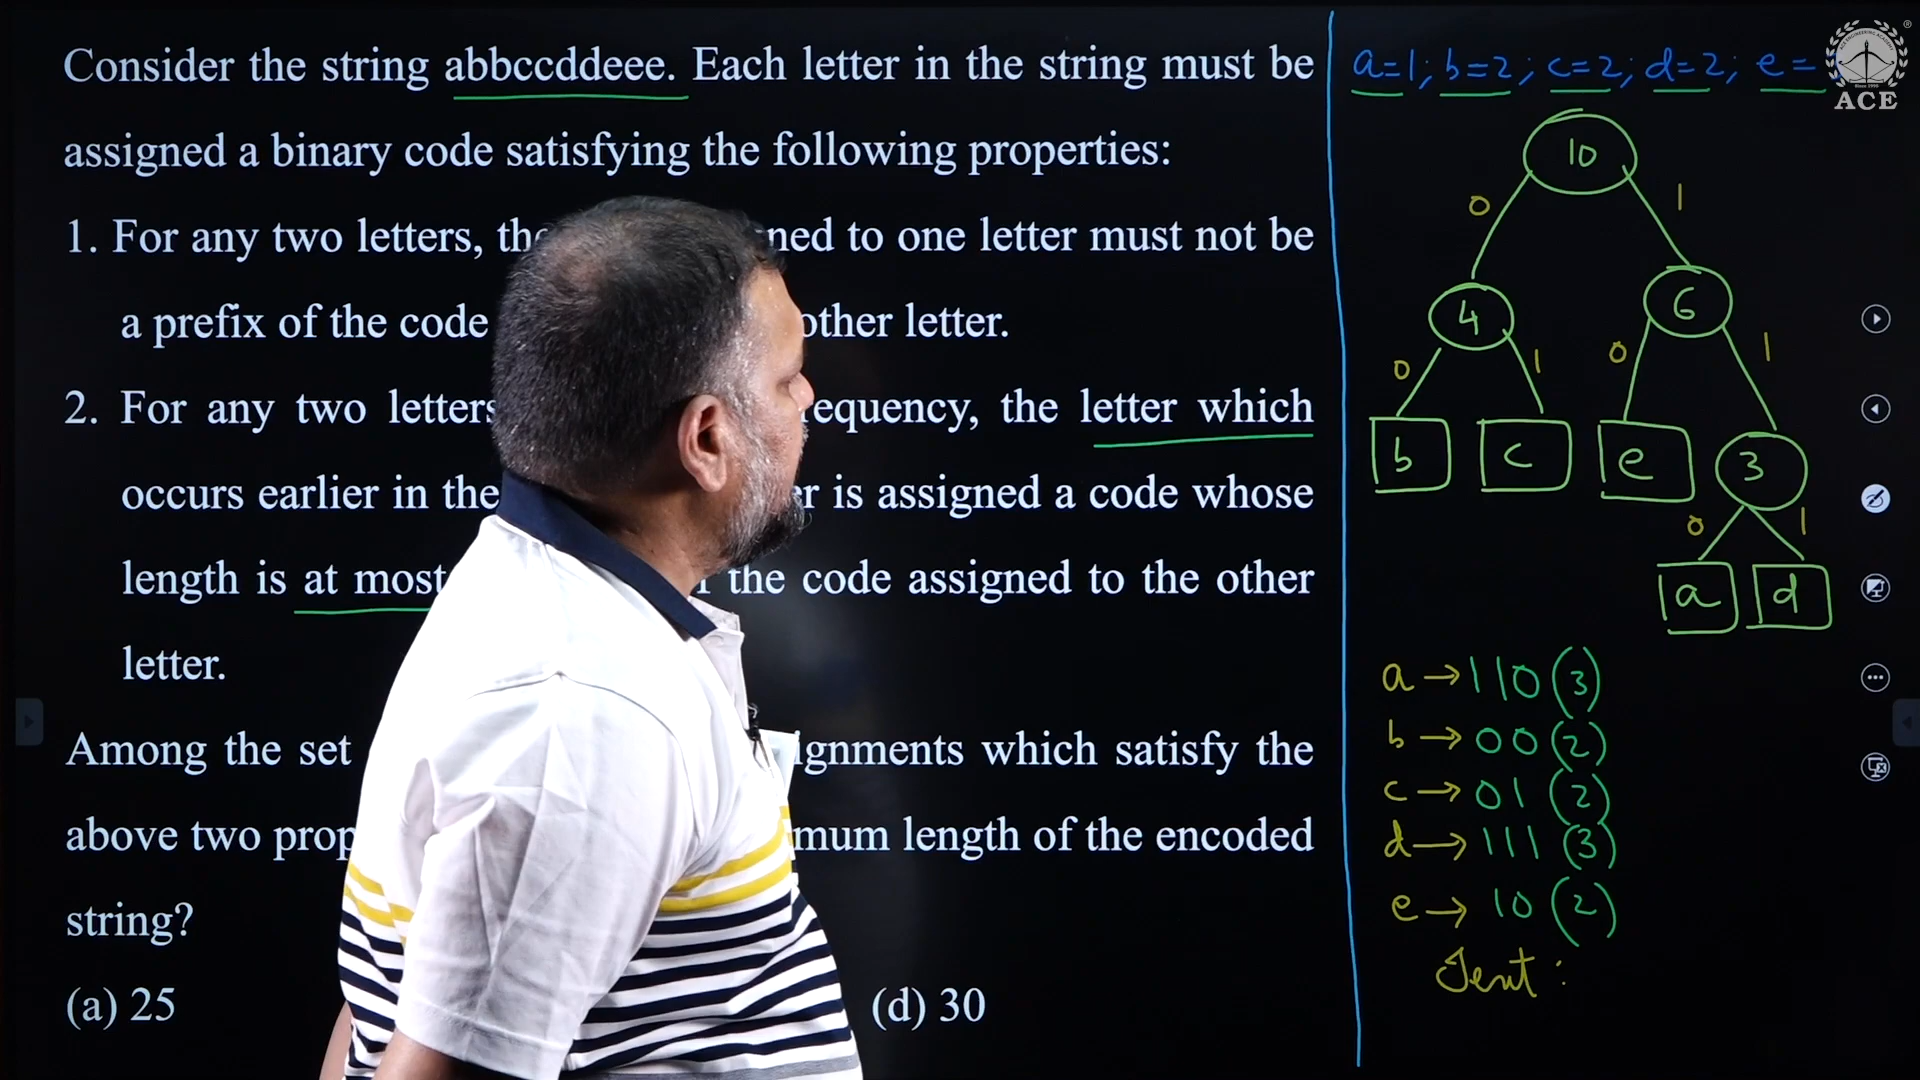 Consider the string abbccddeee. Each letter in the string must be
assigned a binary code satisfying the following properties:
1. For any two letters, the ned to one letter must not be
a prefix of the code other letter.
2. For any two letters requency, the letter which
occurs earlier in the r is assigned a code whose
length is at most the code assigned to the other
letter.
Among the set ignments which satisfy the
above two prop mum length of the encoded
string?
(a) 25 (d) 30
a=1; b=2; c=2; d=2; e=
ACE
10
0 1
4 6
0 1 0 1
b c e 3
0 1
a d
a → 110 (3)
b → 00 (2)
c → 01 (2)
d → 111 (3)
e → 10 (2)